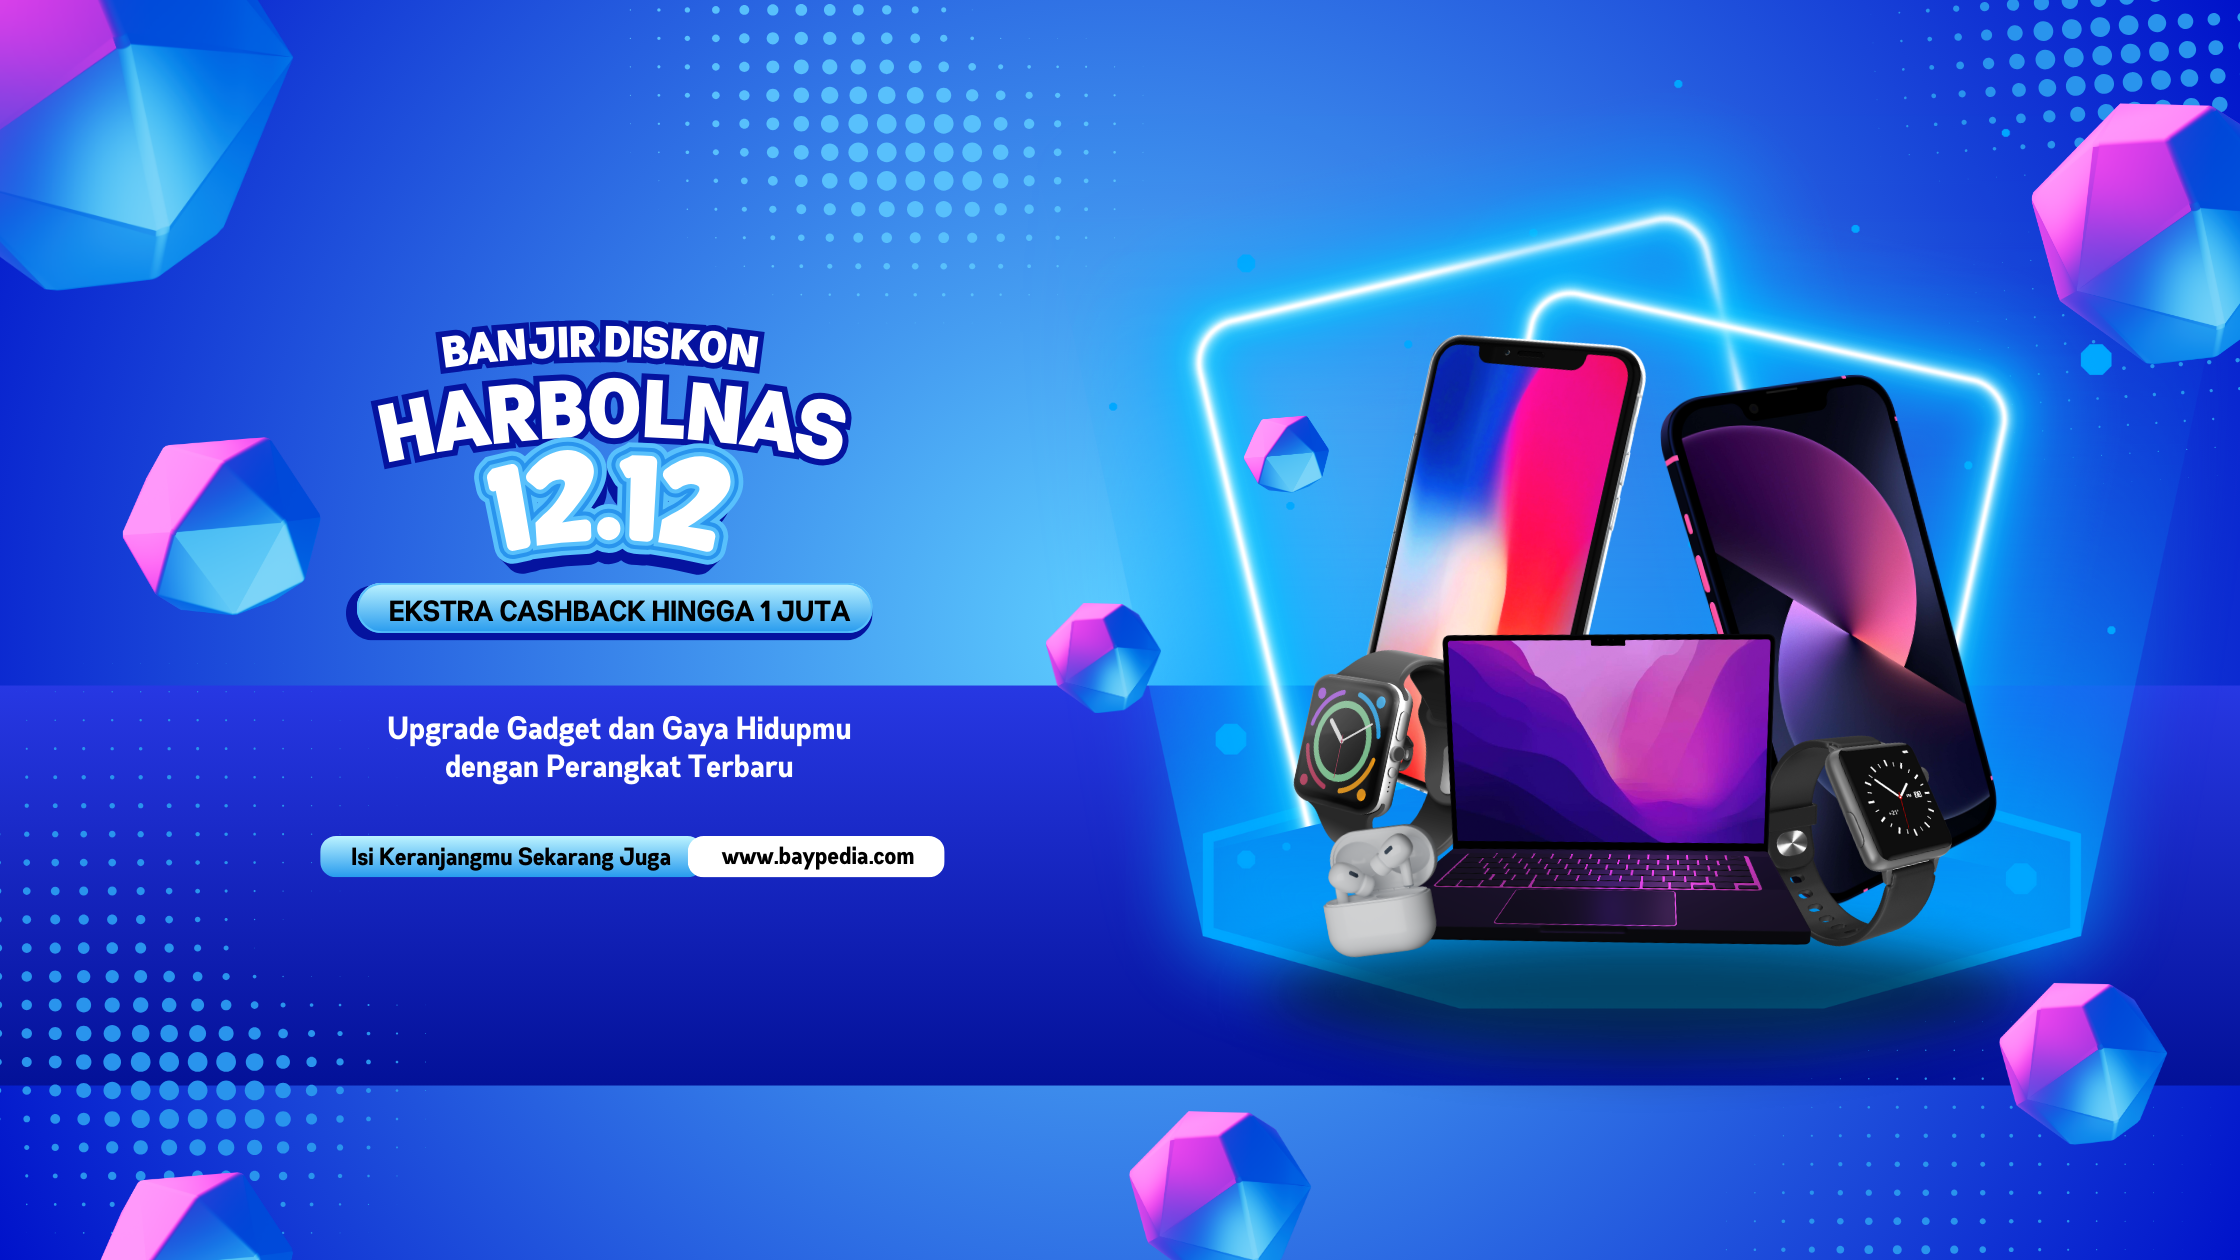 BANJIR DISKON
HARBOLNAS
12.12
EKSTRA CASHBACK HINGGA 1 JUTA
Upgrade Gadget dan Gaya Hidupmu
dengan Perangkat Terbaru
Isi Keranjangmu Sekarang Juga
www.baypedia.com